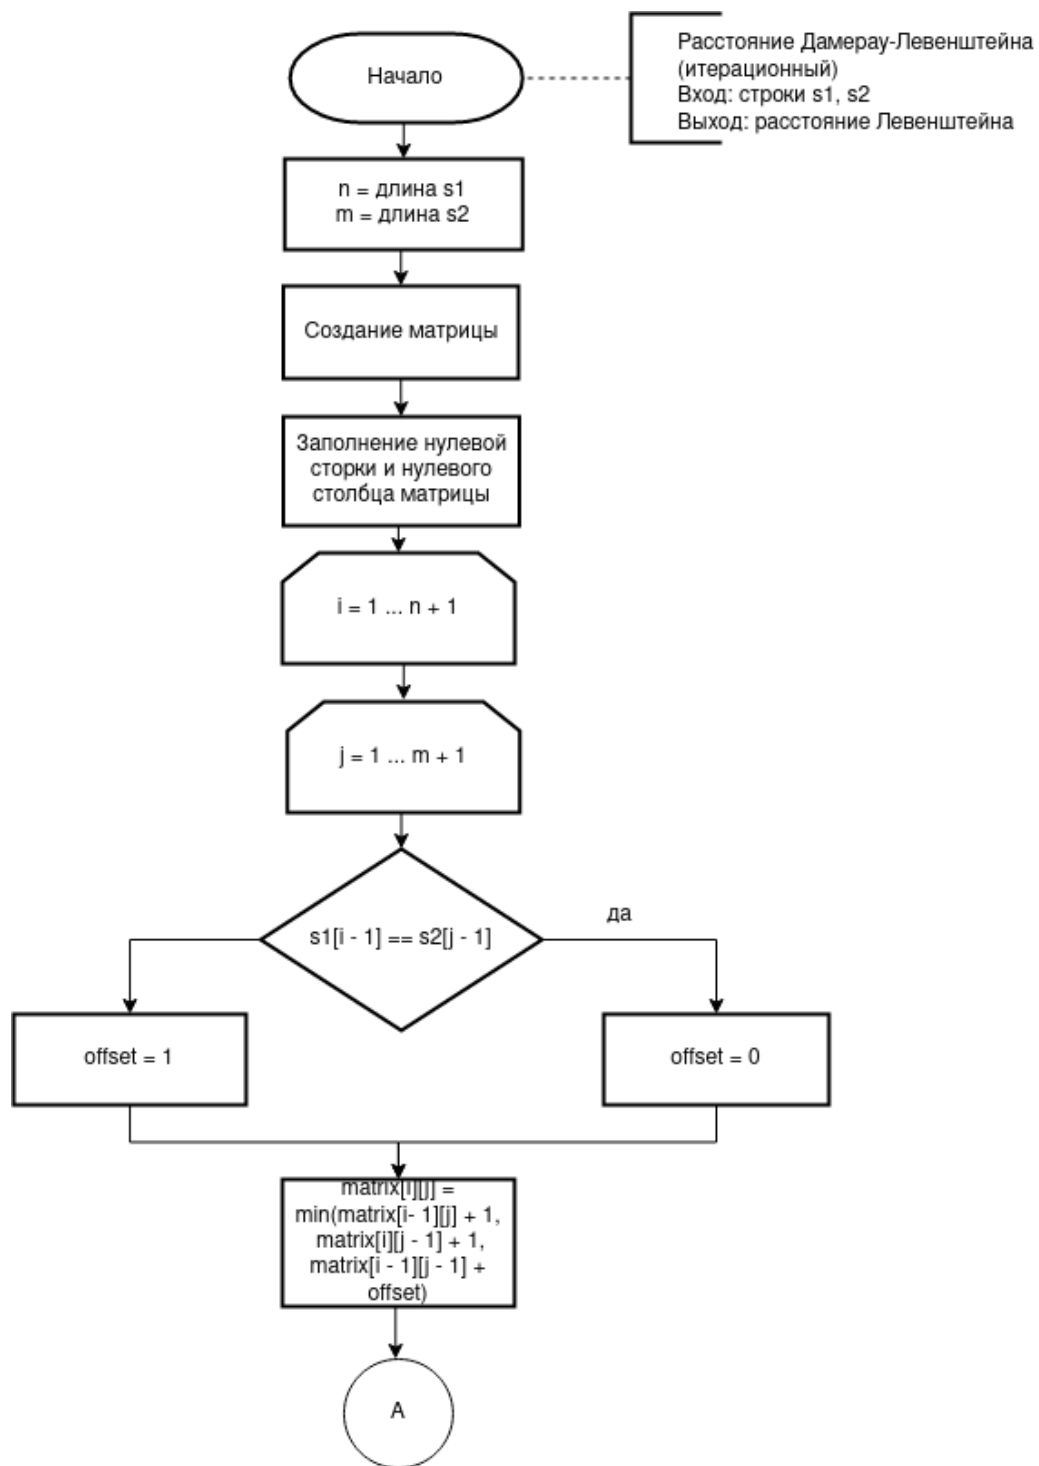 Начало
Расстояние Дамерау-Левенштейна
(итерационный)
Вход: строки s1, s2
Выход: расстояние Левенштейна
n = длина s1
m = длина s2
Создание матрицы
Заполнение нулевой
сторки и нулевого
столбца матрицы
i = 1 ... n + 1
j = 1 ... m + 1
s1[i - 1] == s2[j - 1]
да
offset = 1
offset = 0
matrix[i][j] =
min(matrix[i- 1][j] + 1,
matrix[i][j - 1] + 1,
matrix[i - 1][j - 1] +
offset)
A